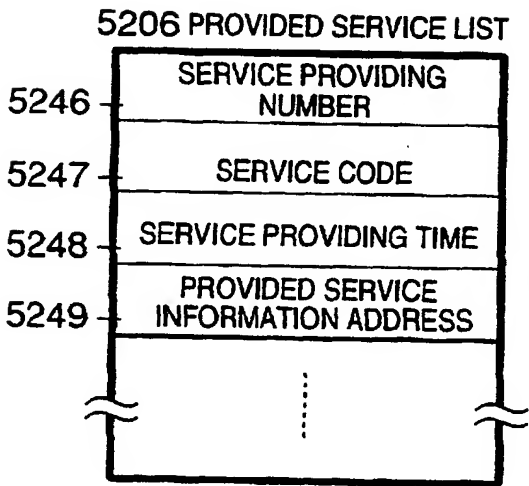 5206 PROVIDED SERVICE LIST
5246 SERVICE PROVIDING
NUMBER
5247 SERVICE CODE
5248 SERVICE PROVIDING TIME
5249 PROVIDED SERVICE
INFORMATION ADDRESS